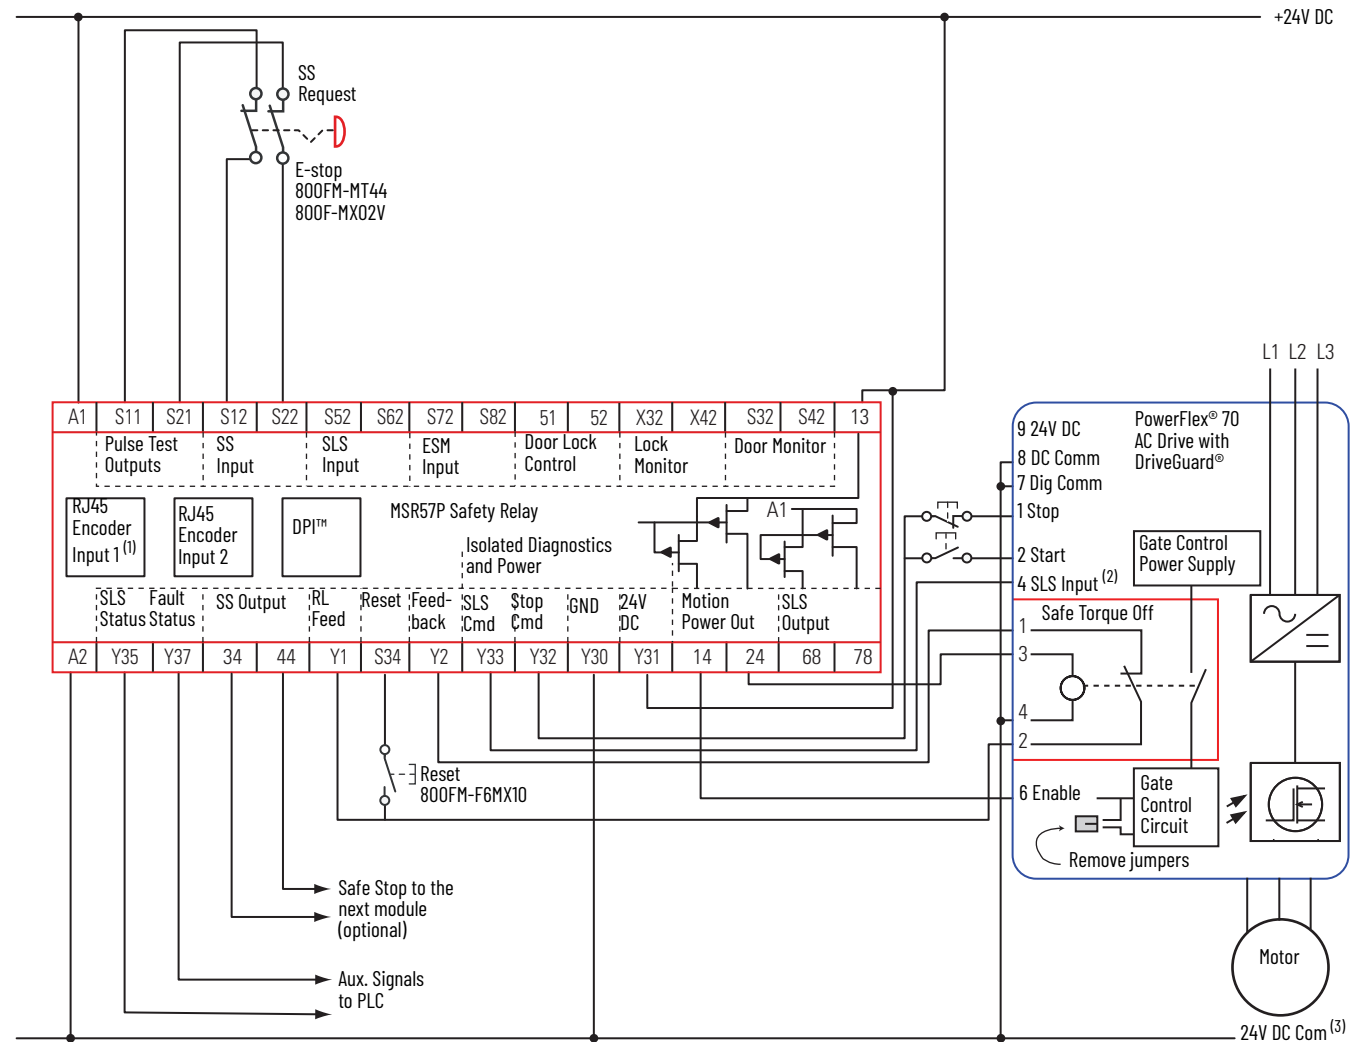 +24V DC
SS
Request
E-stop
800FM-MT44
800F-MX02V
L1 L2 L3
A1 S11 S21 S12 S22 S52 S62 S72 S82 51 52 X32 X42 S32 S42 13
Pulse Test
Outputs
SS
Input
SLS
Input
ESM
Input
Door Lock
Control
Lock
Monitor
Door Monitor
RJ45
Encoder
Input 1 (1)
RJ45
Encoder
Input 2
DPI™
MSR57P Safety Relay
A1
Isolated Diagnostics
and Power
SLS
Status
Fault
Status
SS Output
RL
Feed
Reset
Feed-
back
SLS
Cmd
Stop
Cmd
GND
24V
DC
Motion
Power Out
SLS
Output
A2 Y35 Y37 34 44 Y1 S34 Y2 Y33 Y32 Y30 Y31 14 24 68 78
PowerFlex® 70
AC Drive with
DriveGuard®
9 24V DC
8 DC Comm
7 Dig Comm
1 Stop
2 Start
4 SLS Input (2)
Gate Control
Power Supply
Safe Torque Off
1
3
4
2
6 Enable
Gate
Control
Circuit
Remove jumpers
Reset
800FM-F6MX10
Safe Stop to the
next module
(optional)
Aux. Signals
to PLC
Motor
24V DC Com (3)